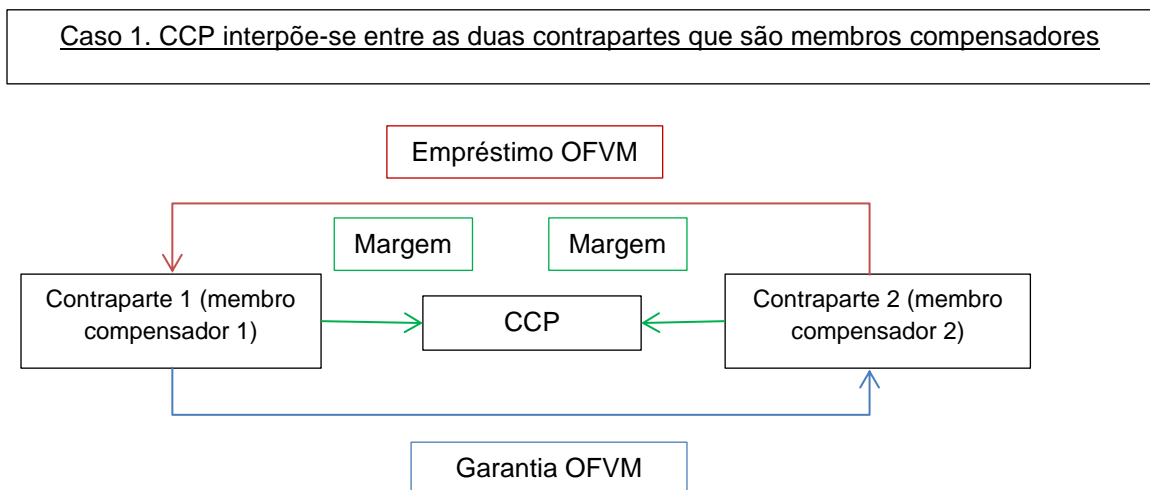 Caso 1. CCP interpõe-se entre as duas contrapartes que são membros compensadores
Empréstimo OFVM
Margem
Margem
Contraparte 1 (membro
compensador 1)
CCP
Contraparte 2 (membro
compensador 2)
Garantia OFVM